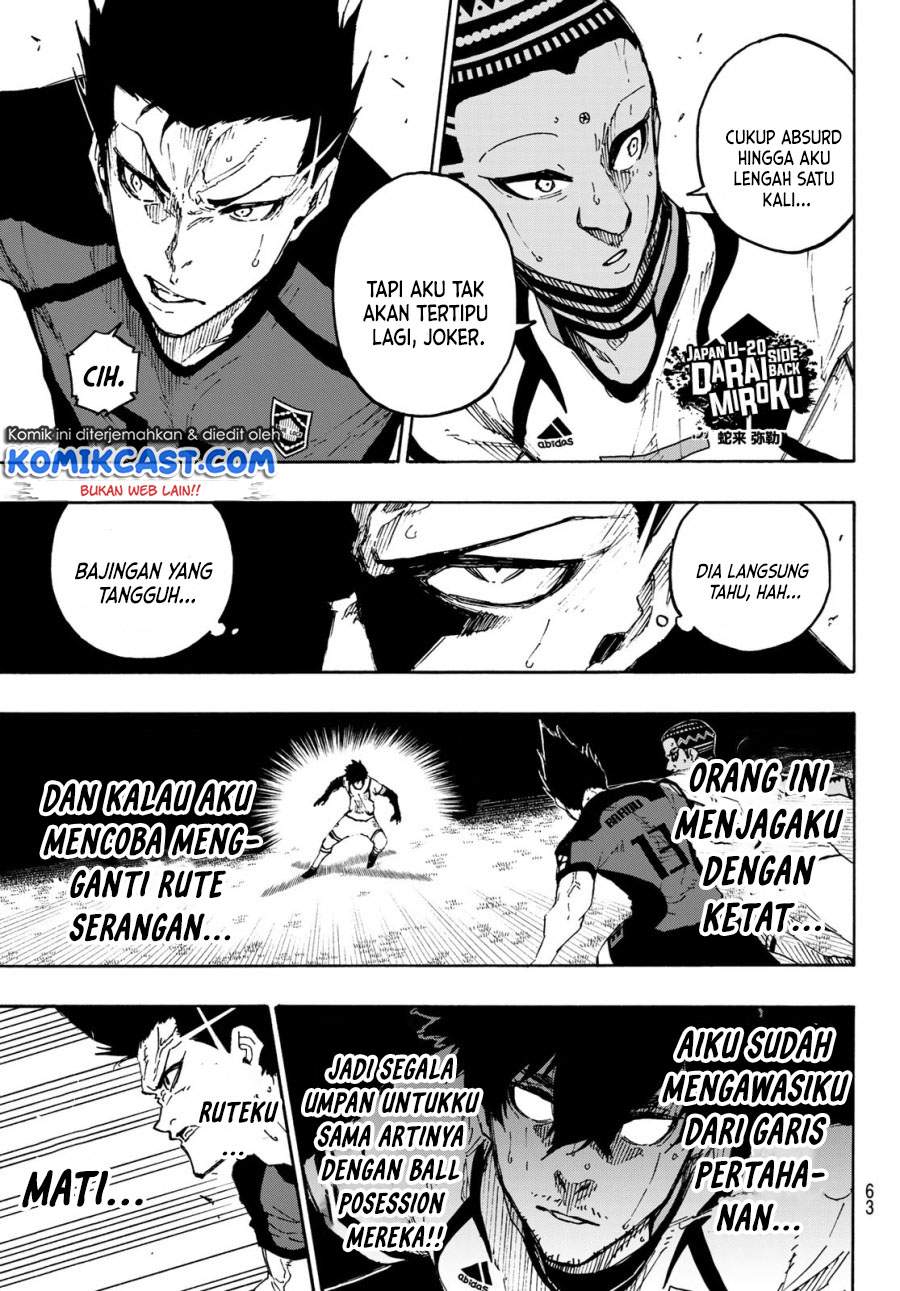 CUKUP ABSURD
HINGGA AKU
LENGAH SATU
KALI...
TAPI AKU TAK
AKAN TERTIPU
LAGI, JOKER.
JAPAN U-20
SIDE
BACK
DARAI
MIROKU
蛇来 弥勒
adidas
CIH.
Komik ini diterjemahkan & diedit oleh
KOMIKCAST.COM
BUKAN WEB LAIN!!
DIA LANGSUNG
TAHU, HAH...
BAJINGAN YANG
TANGGUH...
ORANG INI
MENJAGAKU
DENGAN
KETAT...
BAROU
13
DAN KALAU AKU
MENCOBA MENG-
GANTI RUTE
SERANGAN...
AIKU SUDAH
MENGAWASIKU
DARI GARIS
PERTAHA-
NAN...
JADI SEGALA
UMPAN UNTUKKU
SAMA ARTINYA
DENGAN BALL
POSESSION
MEREKA!!
adidas
RUTEKU
...
MATI...
63